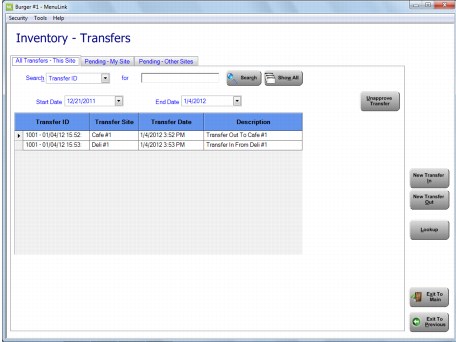 Burger #1 - MenuLink
Security Tools Help
Inventory - Transfers
All Transfers - This Site Pending - My Site Pending - Other Sites
Search Transfer ID for Search Show All
Start Date 12/21/2011 End Date 1/4/2012
Unapprove
Transfer
Transfer ID Transfer Site Transfer Date Description
1001 - 01/04/12 15:52 Cafe #1 1/4/2012 3:52 PM Transfer Out To Cafe #1
1001 - 01/04/12 15:53 Deli #1 1/4/2012 3:53 PM Transfer In From Deli #1
New Transfer
In
New Transfer
Out
Lookup
Exit To
Main
Exit To
Previous